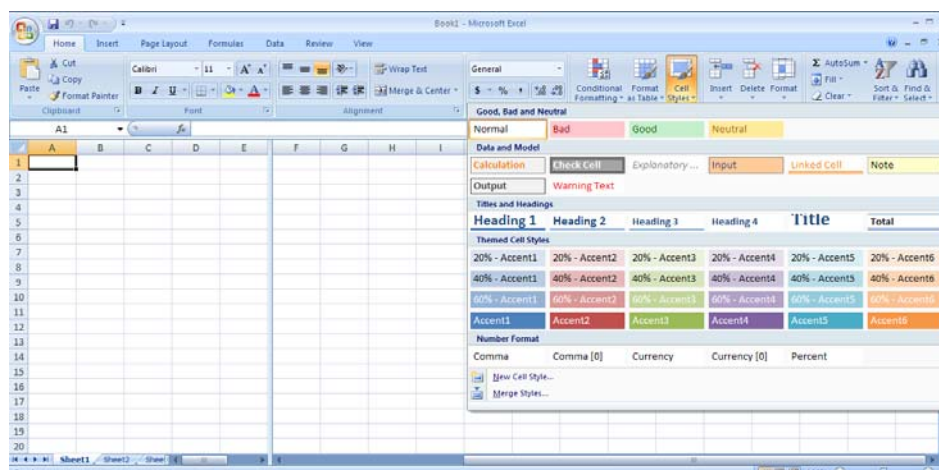 Book1 - Microsoft Excel
Home Insert Page Layout Formulas Data Review View
Cut
Copy
Format Painter
Paste
Clipboard
Calibri 11 A A
B I U A
Font
Wrap Text
Merge & Center
Alignment
General
$ % ,
Conditional Formatting
Format as Table
Cell Styles
Insert Delete Format
Σ AutoSum
Fill
Clear
Sort & Filter
Find & Select
A1 fx
A B C D E F G H I
1
2
3
4
5
6
7
8
9
10
11
12
13
14
15
16
17
18
19
20
Good, Bad and Neutral
Normal Bad Good Neutral
Data and Model
Calculation Check Cell Explanatory ... Input Linked Cell Note
Output Warning Text
Titles and Headings
Heading 1 Heading 2 Heading 3 Heading 4 Title Total
Themed Cell Styles
20% - Accent1 20% - Accent2 20% - Accent3 20% - Accent4 20% - Accent5 20% - Accent6
40% - Accent1 40% - Accent2 40% - Accent3 40% - Accent4 40% - Accent5 40% - Accent6
60% - Accent1 60% - Accent2 60% - Accent3 60% - Accent4 60% - Accent5 60% - Accent6
Accent1 Accent2 Accent3 Accent4 Accent5 Accent6
Number Format
Comma Comma [0] Currency Currency [0] Percent
New Cell Style...
Merge Styles...
Sheet1 Sheet2 Sheet